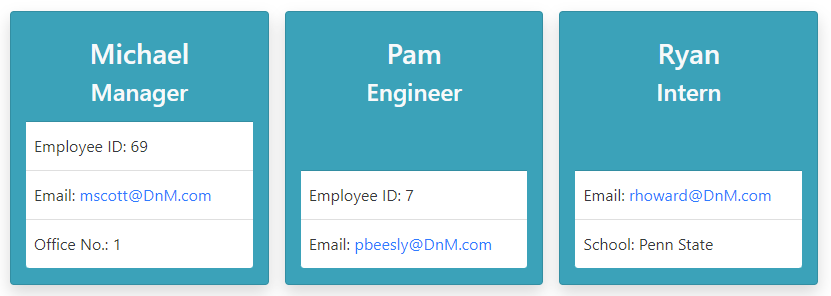 Michael
Manager
Employee ID: 69
Email: mscott@DnM.com
Office No.: 1
Pam
Engineer
Employee ID: 7
Email: pbeesly@DnM.com
Ryan
Intern
Email: rhoward@DnM.com
School: Penn State